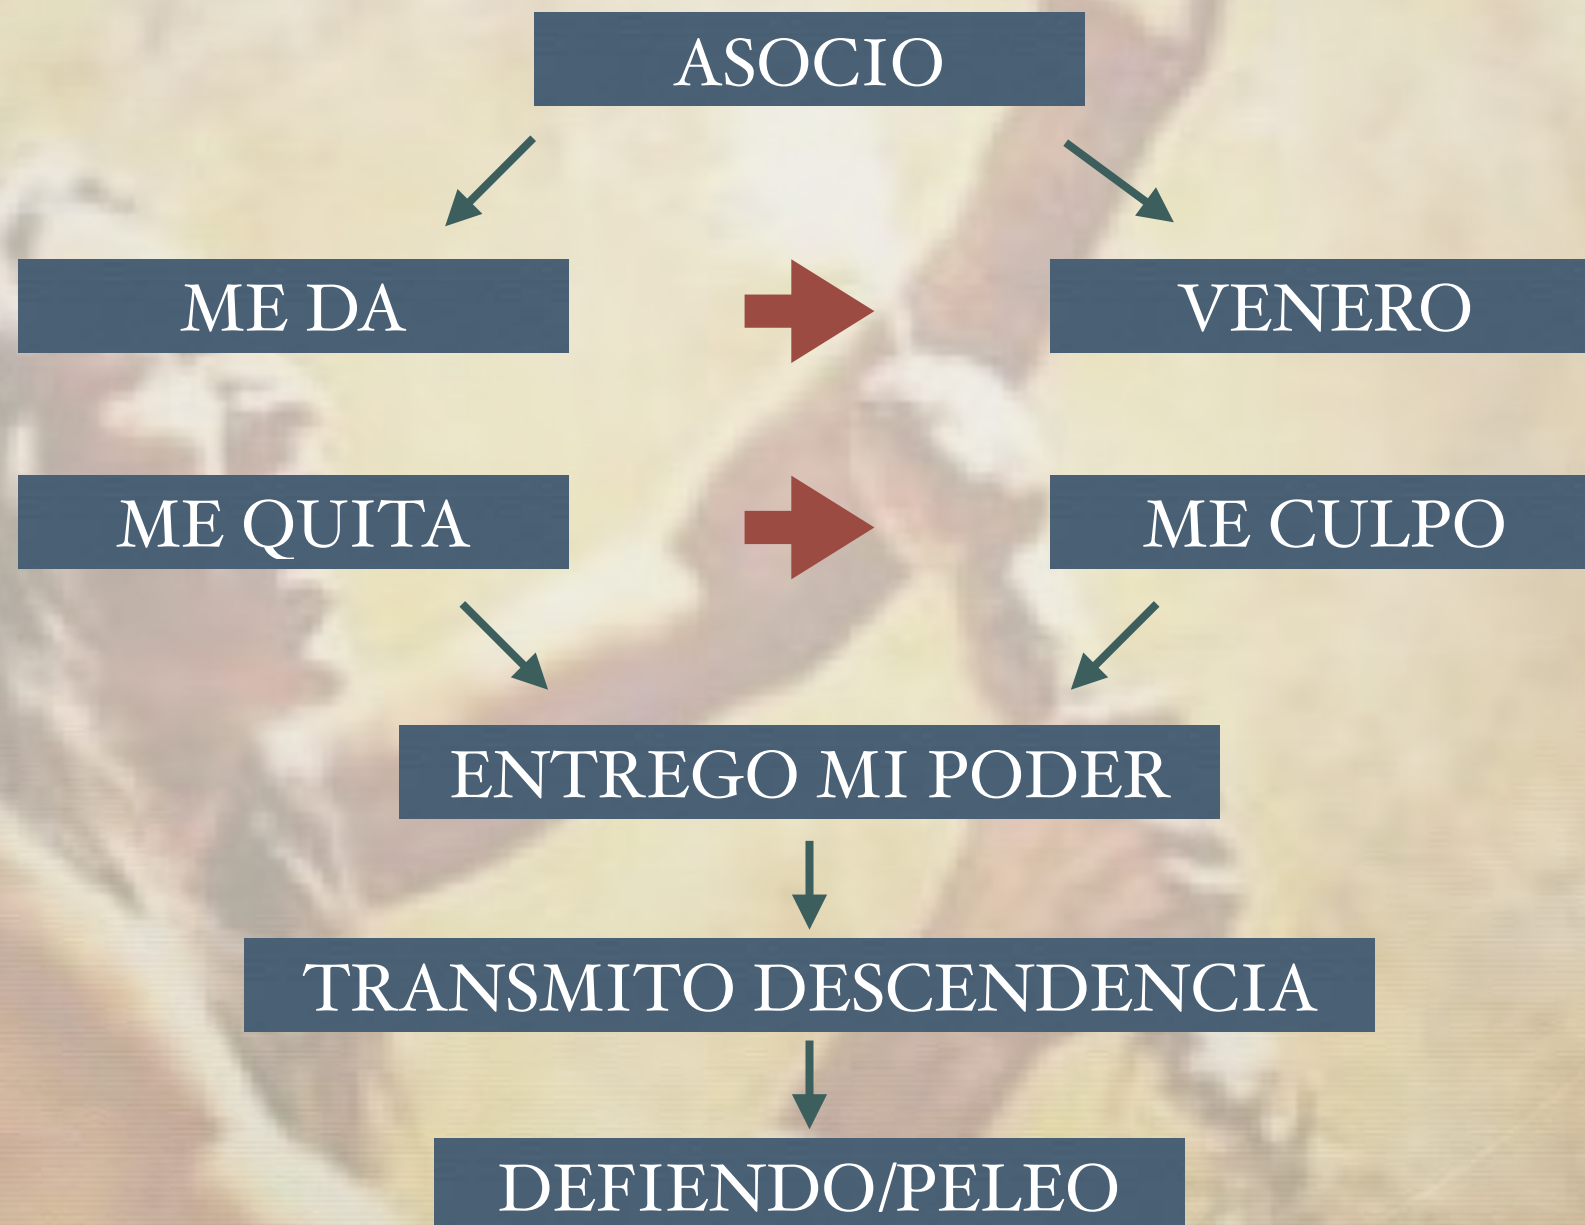 ASOCIO
ME DA
VENERO
ME QUITA
ME CULPO
ENTREGO MI PODER
TRANSMITO DESCENDENCIA
DEFIENDO/PELEO